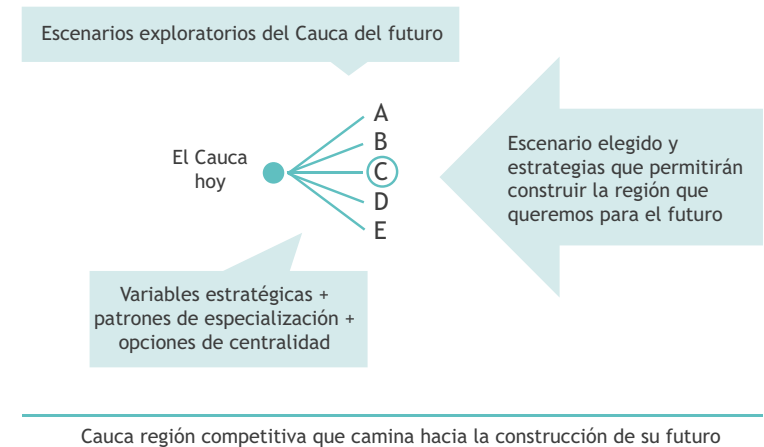 Escenarios exploratorios del Cauca del futuro
A
B
El Cauca
hoy
C
D
E
Escenario elegido y
estrategias que permitirán
construir la región que
queremos para el futuro
Variables estratégicas +
patrones de especialización +
opciones de centralidad
Cauca región competitiva que camina hacia la construcción de su futuro